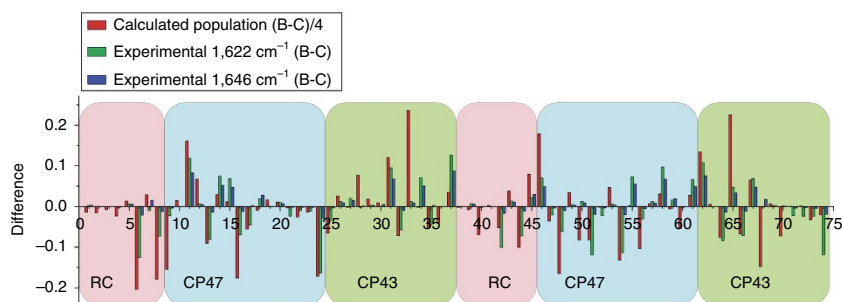 Calculated population (B-C)/4
Experimental 1,622 cm⁻¹ (B-C)
Experimental 1,646 cm⁻¹ (B-C)
Difference
0.2
0.1
0.0
−0.1
−0.2
0 5 10 15 20 25 30 35 40 45 50 55 60 65 70 75
RC CP47 CP43 RC CP47 CP43